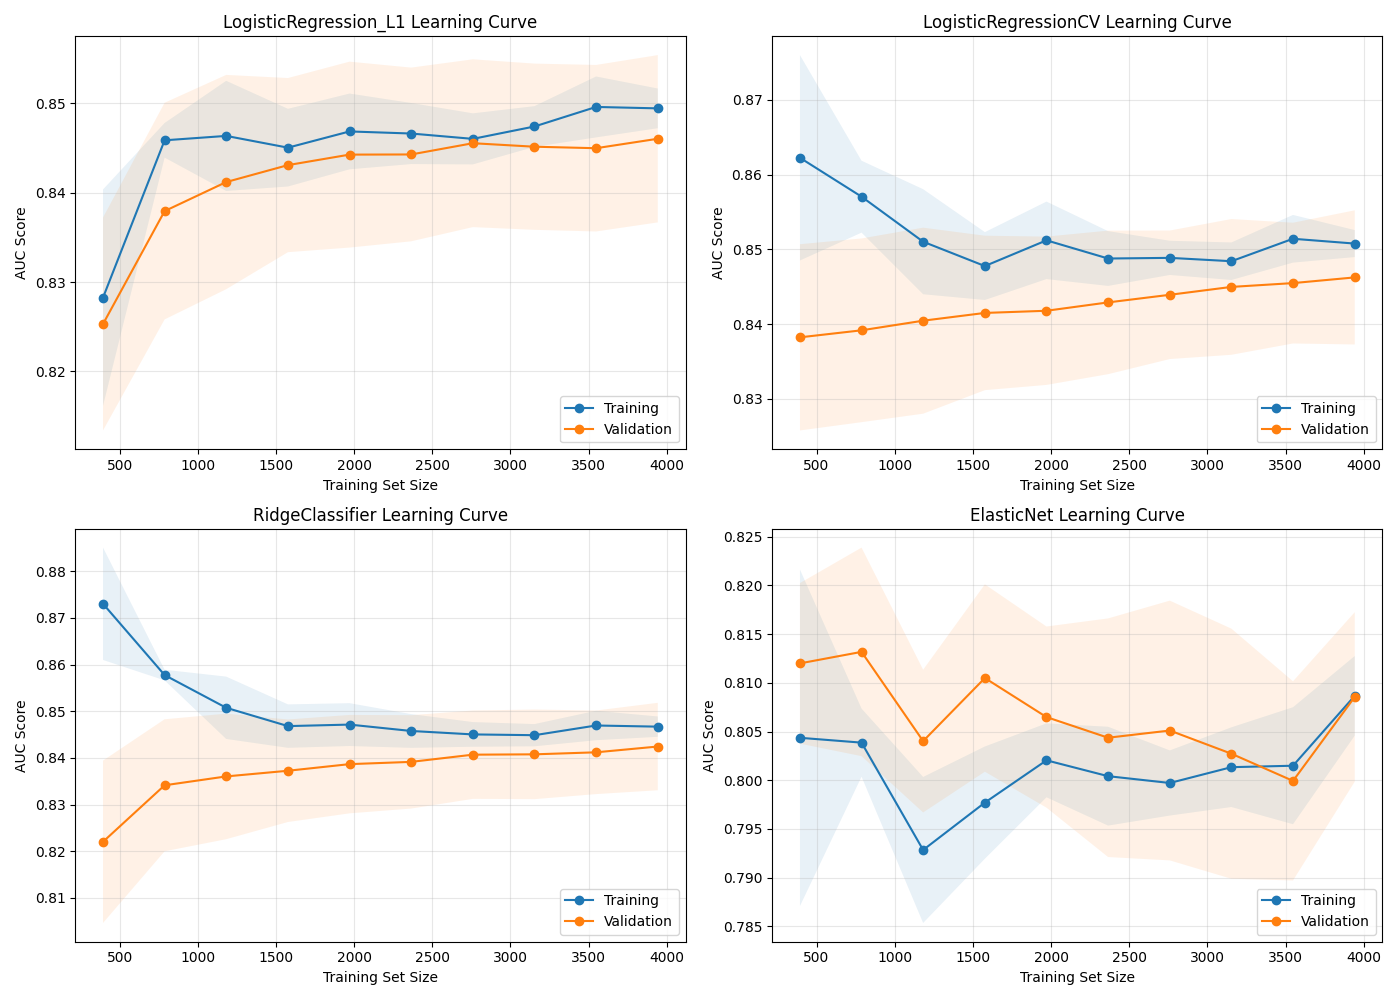 LogisticRegression_L1 Learning Curve
AUC Score
0.85
0.84
0.83
0.82
Training
Validation
500 1000 1500 2000 2500 3000 3500 4000
Training Set Size
LogisticRegressionCV Learning Curve
AUC Score
0.87
0.86
0.85
0.84
0.83
Training
Validation
500 1000 1500 2000 2500 3000 3500 4000
Training Set Size
RidgeClassifier Learning Curve
AUC Score
0.88
0.87
0.86
0.85
0.84
0.83
0.82
0.81
Training
Validation
500 1000 1500 2000 2500 3000 3500 4000
Training Set Size
ElasticNet Learning Curve
AUC Score
0.825
0.820
0.815
0.810
0.805
0.800
0.795
0.790
0.785
Training
Validation
500 1000 1500 2000 2500 3000 3500 4000
Training Set Size